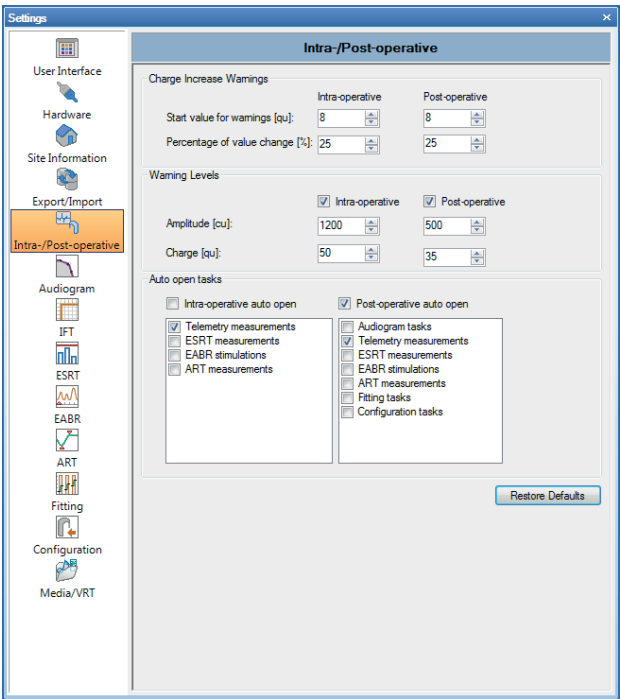 Settings
×
User Interface
Hardware
Site Information
Export/Import
Intra-/Post-operative
Audiogram
IFT
ESRT
EABR
ART
Fitting
Configuration
Media/VRT
Intra-/Post-operative
Charge Increase Warnings
Intra-operative Post-operative
Start value for warnings [qu]: 8 8
Percentage of value change [%]: 25 25
Warning Levels
Intra-operative Post-operative
Amplitude [cu]: 1200 500
Charge [qu]: 50 35
Auto open tasks
Intra-operative auto open Post-operative auto open
Telemetry measurements
ESRT measurements
EABR stimulations
ART measurements
Audiogram tasks
Telemetry measurements
ESRT measurements
EABR stimulations
ART measurements
Fitting tasks
Configuration tasks
Restore Defaults